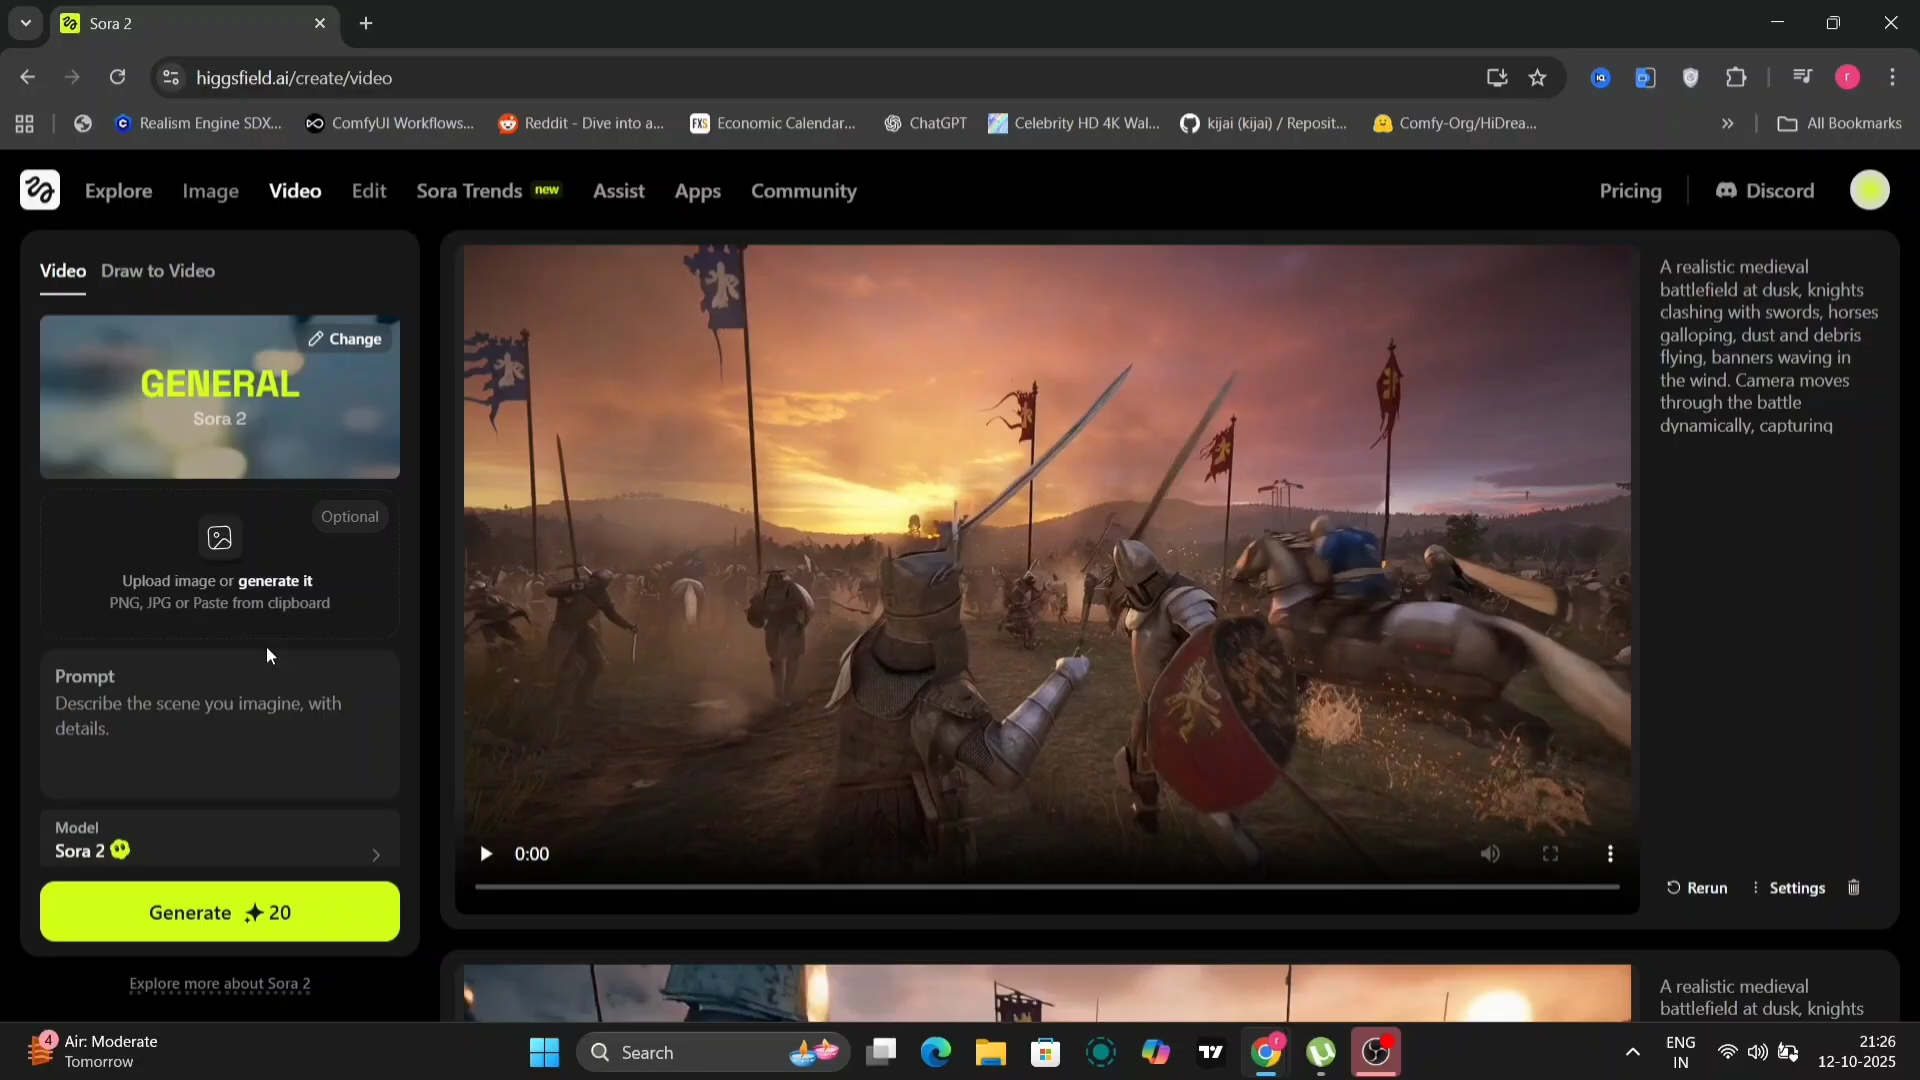 Sora 2
higgsfield.ai/create/video
Realism Engine SDX...
ComfyUI Workflows...
Reddit - Dive into a...
FXS
Economic Calendar...
ChatGPT
Celebrity HD 4K Wal...
kijai (kijai) / Reposit...
Comfy-Org/HiDrea...
All Bookmarks
Explore
Image
Video
Edit
Sora Trends new
Assist
Apps
Community
Pricing
Discord
Video
Draw to Video
Change
GENERAL
Sora 2
Optional
Upload image or generate it
PNG, JPG or Paste from clipboard
Prompt
Describe the scene you imagine, with
details.
Model
Sora 2
Generate 20
Explore more about Sora 2
0:00
A realistic medieval
battlefield at dusk, knights
clashing with swords, horses
galloping, dust and debris
flying, banners waving in
the wind. Camera moves
through the battle
dynamically, capturing
Rerun
Settings
A realistic medieval
battlefield at dusk, knights
4
Air: Moderate
Tomorrow
Search
ENG
IN
21:26
12-10-2025